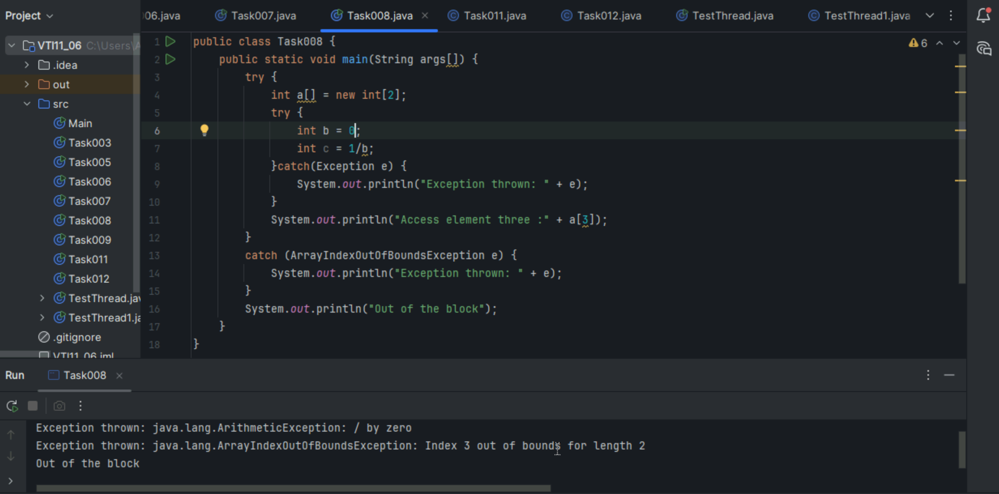 Project
06.java
Task007.java
Task008.java
Task011.java
Task012.java
TestThread.java
TestThread1.java
VTI11_06 C:\Users\
.idea
out
src
Main
Task003
Task005
Task006
Task007
Task008
Task009
Task011
Task012
TestThread.jav
TestThread1.ja
.gitignore
VTI11_06.iml
6
1 public class Task008 {
2 public static void main(String args[]) {
3 try {
4 int a[] = new int[2];
5 try {
6 int b = 0;
7 int c = 1/b;
8 }catch(Exception e) {
9 System.out.println("Exception thrown: " + e);
10 }
11 System.out.println("Access element three :" + a[3]);
12 }
13 catch (ArrayIndexOutOfBoundsException e) {
14 System.out.println("Exception thrown: " + e);
15 }
16 System.out.println("Out of the block");
17 }
18 }
Run Task008
Exception thrown: java.lang.ArithmeticException: / by zero
Exception thrown: java.lang.ArrayIndexOutOfBoundsException: Index 3 out of bounds for length 2
Out of the block